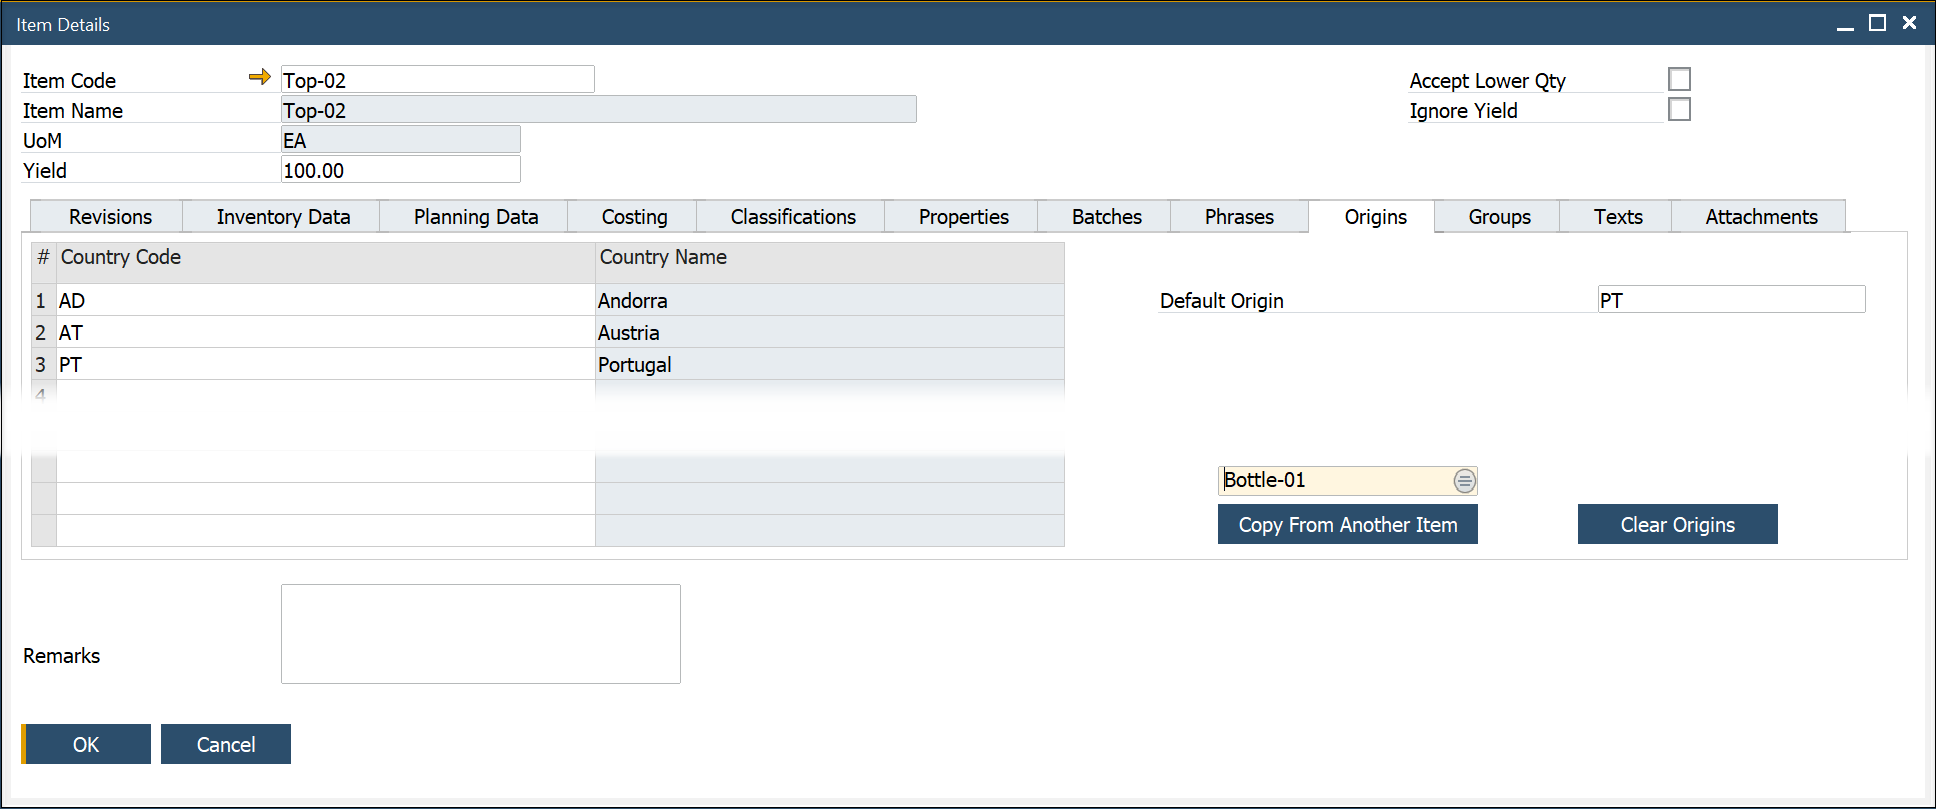 Item Details
Item Code Top-02 Accept Lower Qty
Item Name Top-02 Ignore Yield
UoM EA
Yield 100.00
Revisions Inventory Data Planning Data Costing Classifications Properties Batches Phrases Origins Groups Texts Attachments
# Country Code Country Name
1 AD Andorra Default Origin PT
2 AT Austria
3 PT Portugal
4
Bottle-01
Copy From Another Item Clear Origins
Remarks
OK Cancel